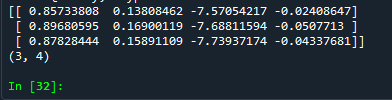 [[ 0.85733808  0.13808462 -7.57054217 -0.02408647]
 [ 0.89680595  0.16900119 -7.68811594 -0.0507713 ]
 [ 0.87828444  0.15891109 -7.73937174 -0.04337681]]
(3, 4)
In [32]: